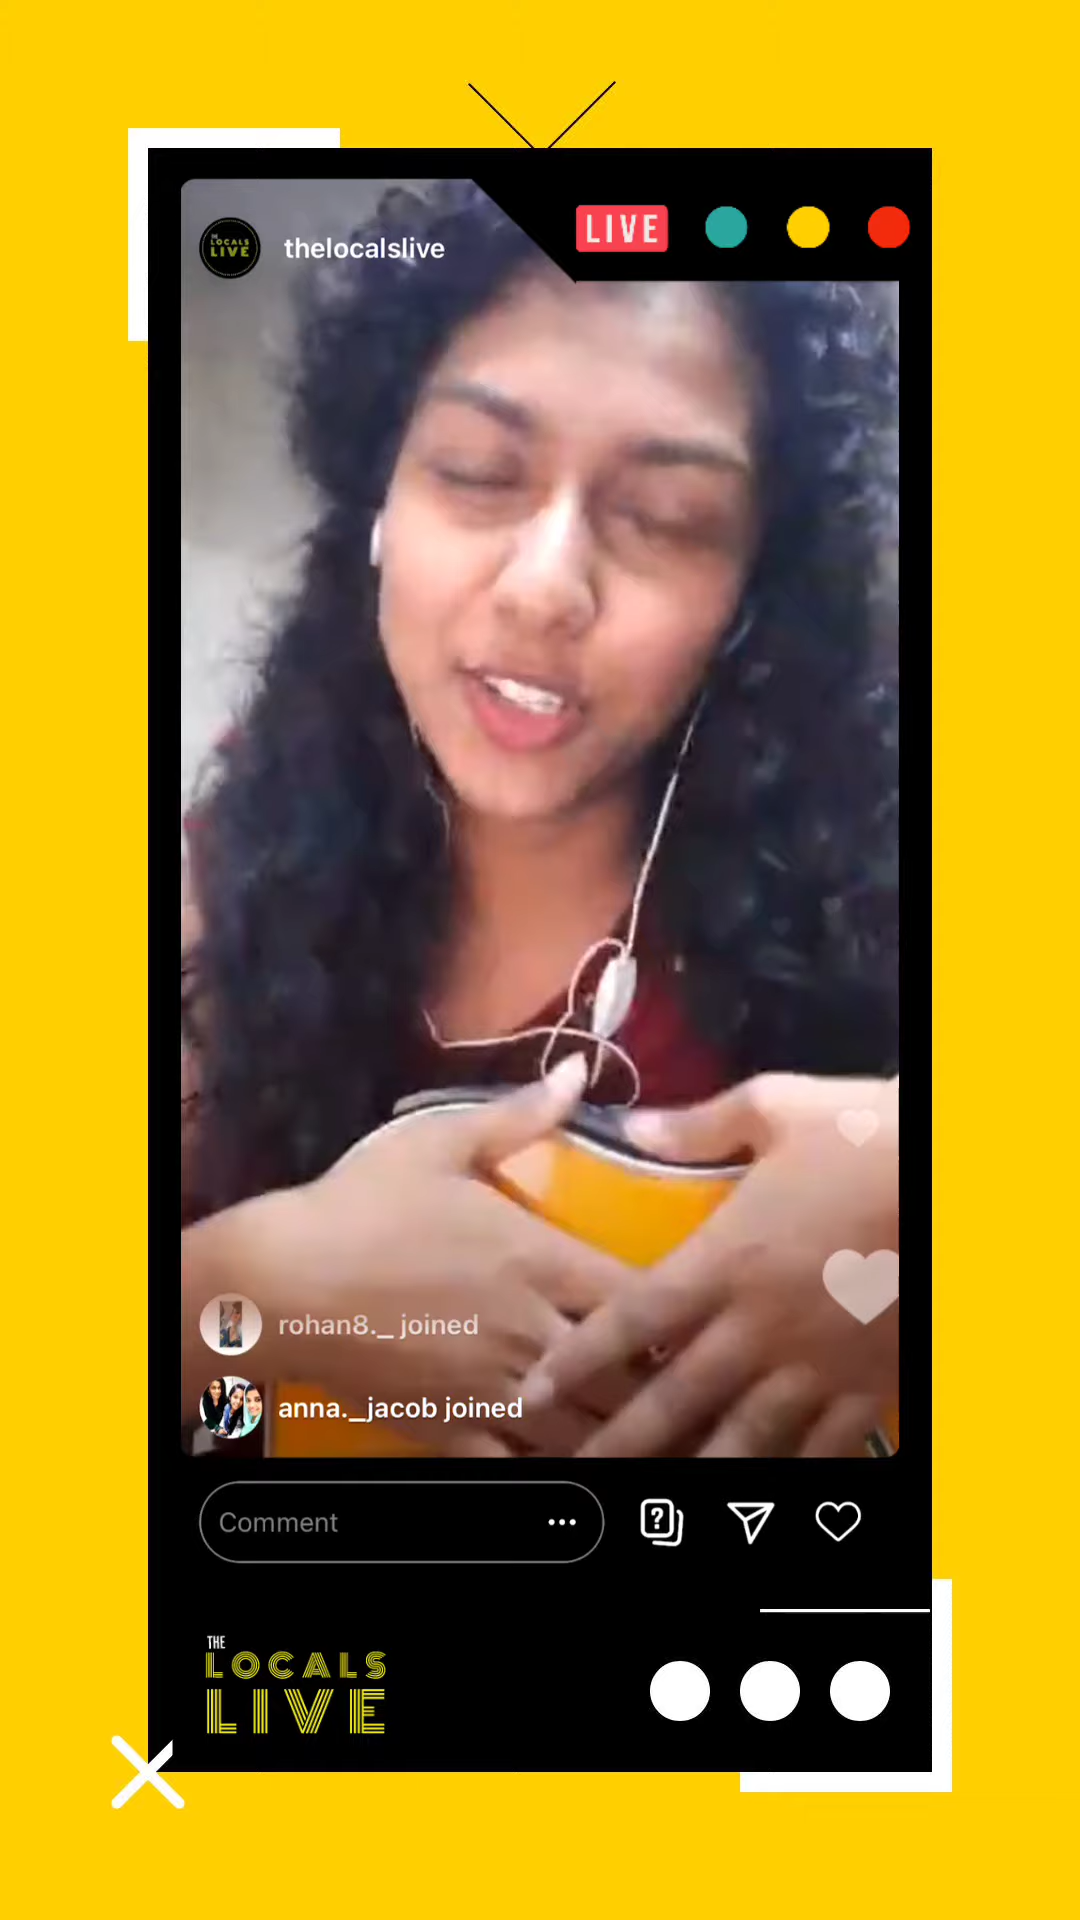 THE
LOCALS
LIVE
thelocalslive
LIVE
rohan8._ joined
anna._jacob joined
Comment
THE
LOCALS
LIVE